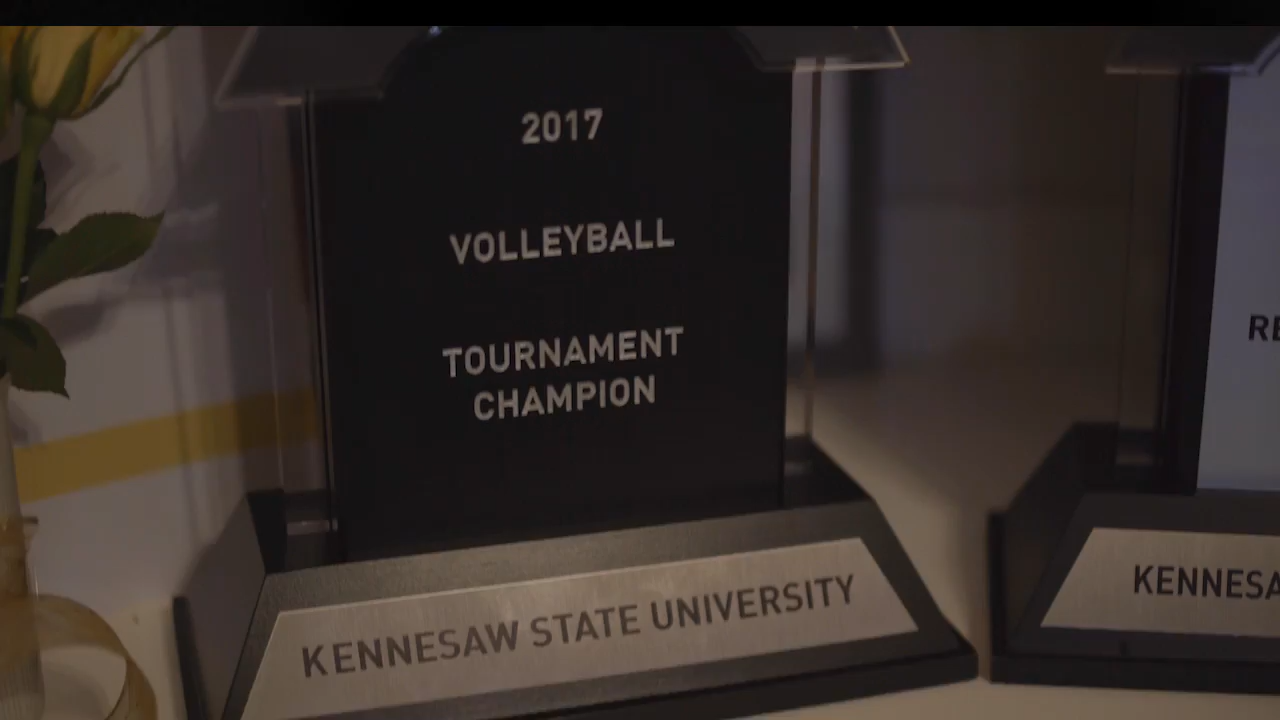 2017
VOLLEYBALL
TOURNAMENT
CHAMPION
KENNESAW STATE UNIVERSITY